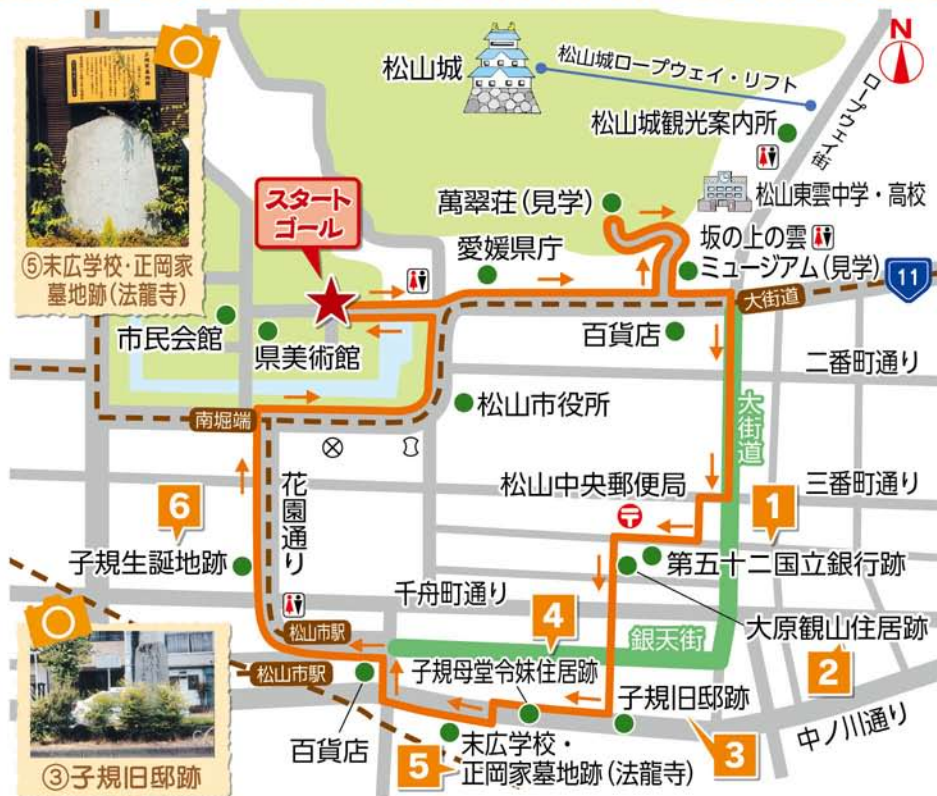 ⑤末広学校・正岡家
墓地跡(法龍寺)
松山城
松山城ロープウェイ・リフト
N
ロープウェイ街
松山城観光案内所
スタート
ゴール
萬翠荘(見学)
松山東雲中学・高校
愛媛県庁
坂の上の雲
ミュージアム(見学)
11
大街道
市民会館
県美術館
百貨店
二番町通り
南堀端
松山市役所
大街道
花園通り
松山中央郵便局
三番町通り
6
1
子規生誕地跡
第五十二国立銀行跡
千舟町通り
4
松山市駅
銀天街
大原観山住居跡
松山市駅
子規母堂令妹住居跡
2
子規旧邸跡
中ノ川通り
百貨店
5
末広学校・
正岡家墓地跡(法龍寺)
3
③子規旧邸跡